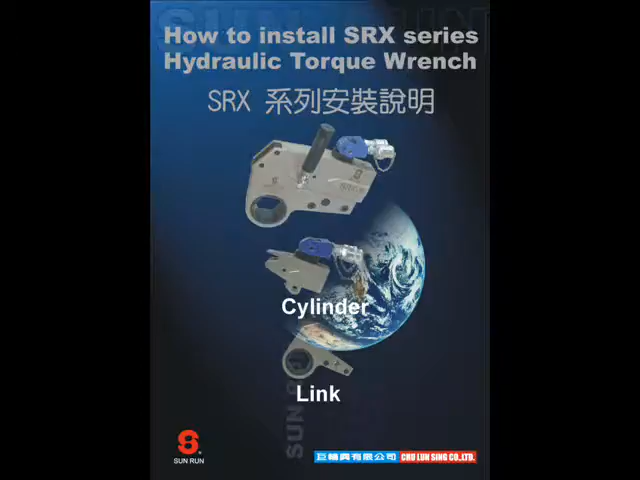 How to install SRX series
Hydraulic Torque Wrench
SRX 系列安裝說明
Cylinder
Link
SUN RUN
巨輪興有限公司 CHU LUN SING CO.,LTD.